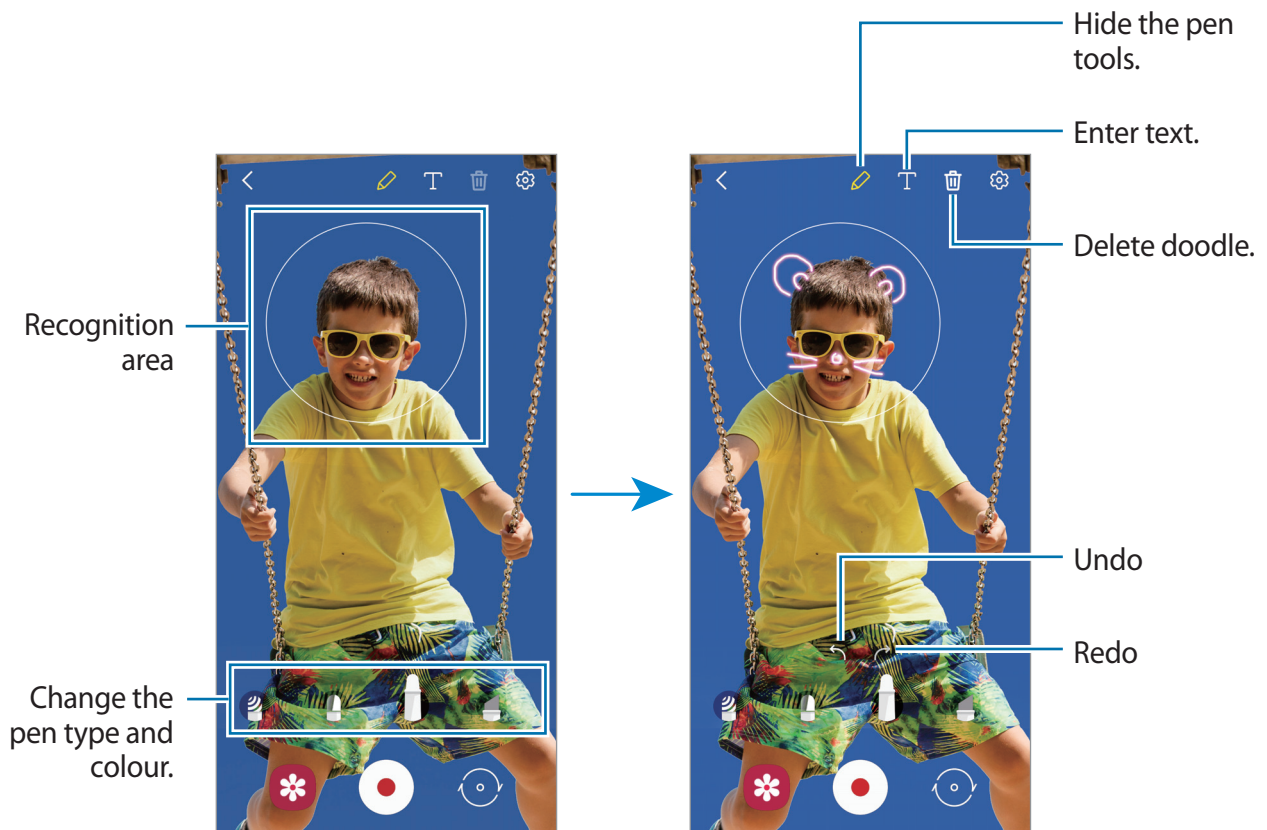 Hide the pen
tools.
Enter text.
Delete doodle.
Recognition
area
Undo
Redo
Change the
pen type and
colour.